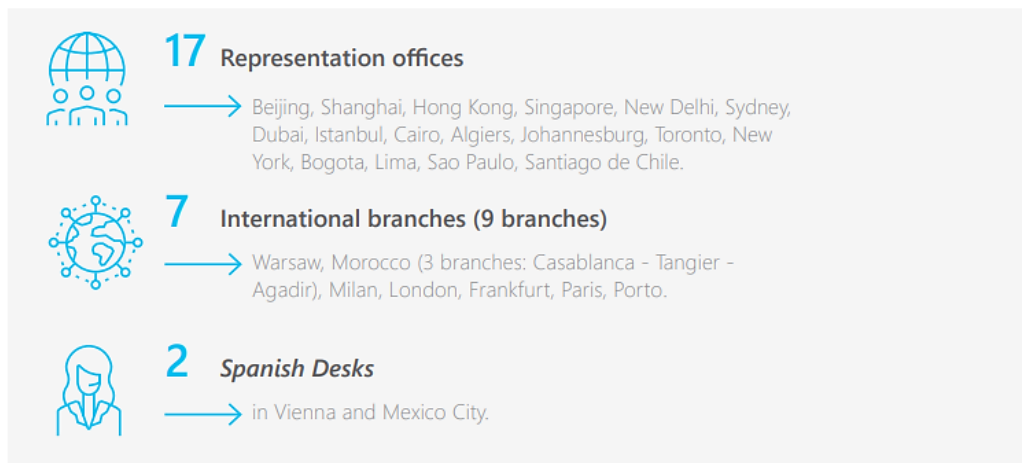 17 Representation offices
Beijing, Shanghai, Hong Kong, Singapore, New Delhi, Sydney,
Dubai, Istanbul, Cairo, Algiers, Johannesburg, Toronto, New
York, Bogota, Lima, Sao Paulo, Santiago de Chile.
7 International branches (9 branches)
Warsaw, Morocco (3 branches: Casablanca - Tangier -
Agadir), Milan, London, Frankfurt, Paris, Porto.
2 Spanish Desks
in Vienna and Mexico City.